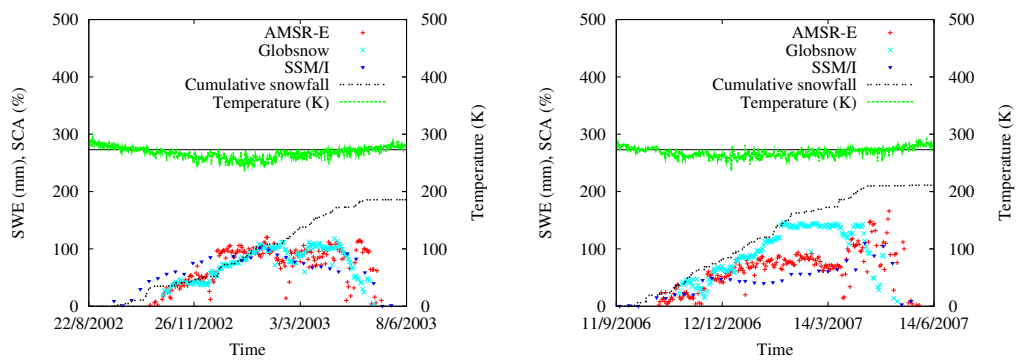 500
400
300
200
100
0
SWE (mm), SCA (%)
AMSR-E
Globsnow
SSM/I
Cumulative snowfall
Temperature (K)
500
400
300
200
100
0
Temperature (K)
22/8/2002 26/11/2002 3/3/2003 8/6/2003
Time
500
400
300
200
100
0
SWE (mm), SCA (%)
AMSR-E
Globsnow
SSM/I
Cumulative snowfall
Temperature (K)
500
400
300
200
100
0
Temperature (K)
11/9/2006 12/12/2006 14/3/2007 14/6/2007
Time